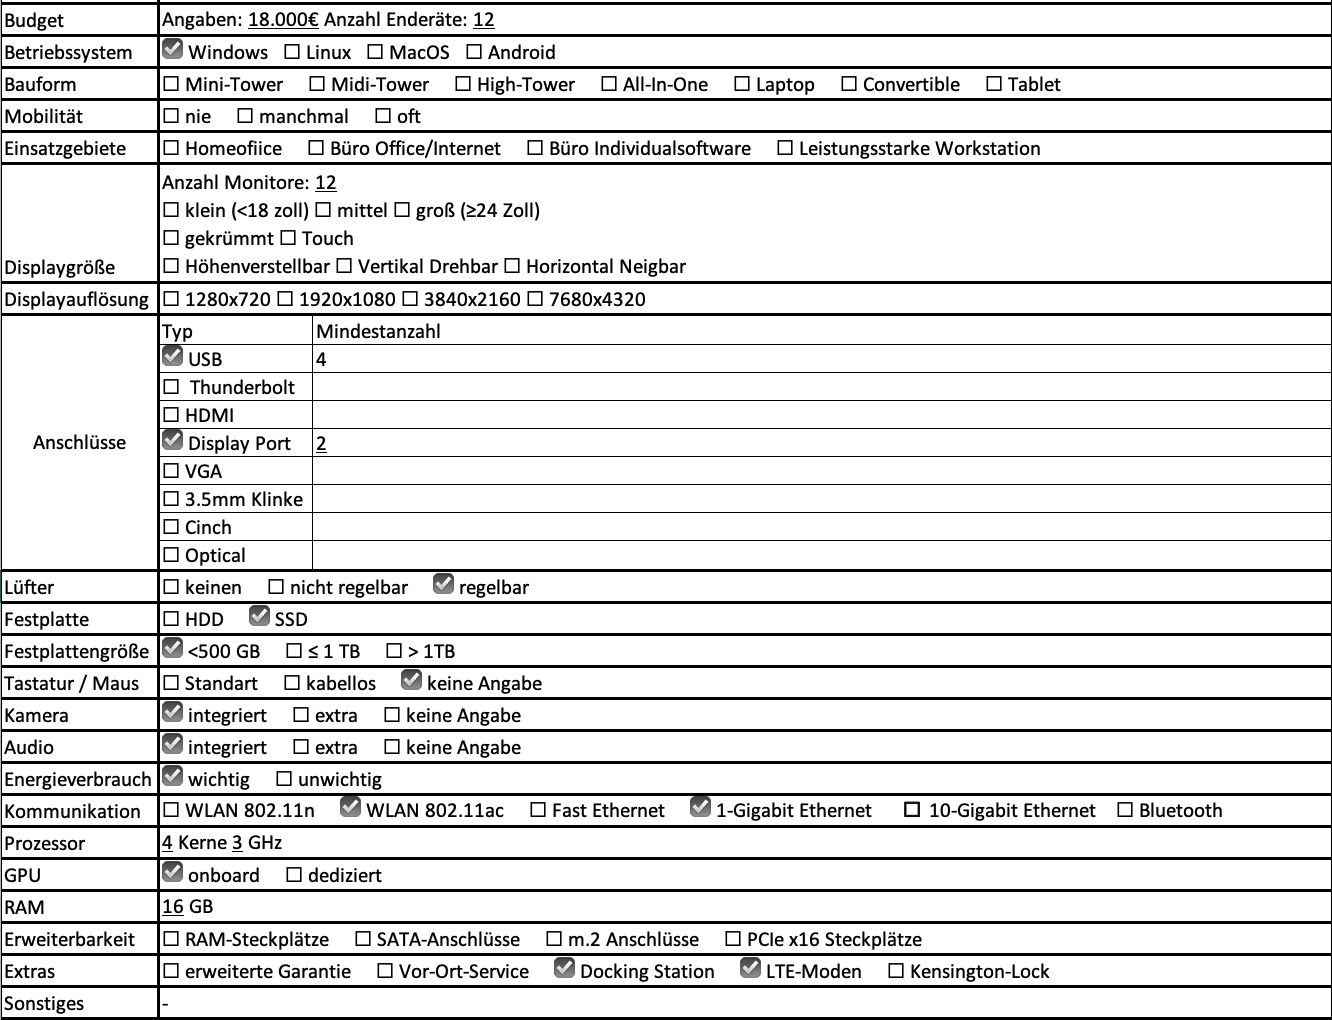 Budget Angaben: 18.000€ Anzahl Enderäte: 12
Betriebssystem ☑ Windows ☐ Linux ☐ MacOS ☐ Android
Bauform ☐ Mini-Tower ☐ Midi-Tower ☐ High-Tower ☐ All-In-One ☐ Laptop ☐ Convertible ☐ Tablet
Mobilität ☐ nie ☐ manchmal ☐ oft
Einsatzgebiete ☐ Homeofiice ☐ Büro Office/Internet ☐ Büro Individualsoftware ☐ Leistungsstarke Workstation
Anzahl Monitore: 12
☐ klein (<18 zoll) ☐ mittel ☐ groß (≥24 Zoll)
☐ gekrümmt ☐ Touch
Displaygröße ☐ Höhenverstellbar ☐ Vertikal Drehbar ☐ Horizontal Neigbar
Displayauflösung ☐ 1280x720 ☐ 1920x1080 ☐ 3840x2160 ☐ 7680x4320
Typ Mindestanzahl
☑ USB 4
☐ Thunderbolt
☐ HDMI
Anschlüsse ☑ Display Port 2
☐ VGA
☐ 3.5mm Klinke
☐ Cinch
☐ Optical
Lüfter ☐ keinen ☐ nicht regelbar ☑ regelbar
Festplatte ☐ HDD ☑ SSD
Festplattengröße ☑ <500 GB ☐ ≤ 1 TB ☐ > 1TB
Tastatur / Maus ☐ Standart ☐ kabellos ☑ keine Angabe
Kamera ☑ integriert ☐ extra ☐ keine Angabe
Audio ☑ integriert ☐ extra ☐ keine Angabe
Energieverbrauch ☑ wichtig ☐ unwichtig
Kommunikation ☐ WLAN 802.11n ☑ WLAN 802.11ac ☐ Fast Ethernet ☑ 1-Gigabit Ethernet ☐ 10-Gigabit Ethernet ☐ Bluetooth
Prozessor 4 Kerne 3 GHz
GPU ☑ onboard ☐ dediziert
RAM 16 GB
Erweiterbarkeit ☐ RAM-Steckplätze ☐ SATA-Anschlüsse ☐ m.2 Anschlüsse ☐ PCIe x16 Steckplätze
Extras ☐ erweiterte Garantie ☐ Vor-Ort-Service ☑ Docking Station ☑ LTE-Moden ☐ Kensington-Lock
Sonstiges -